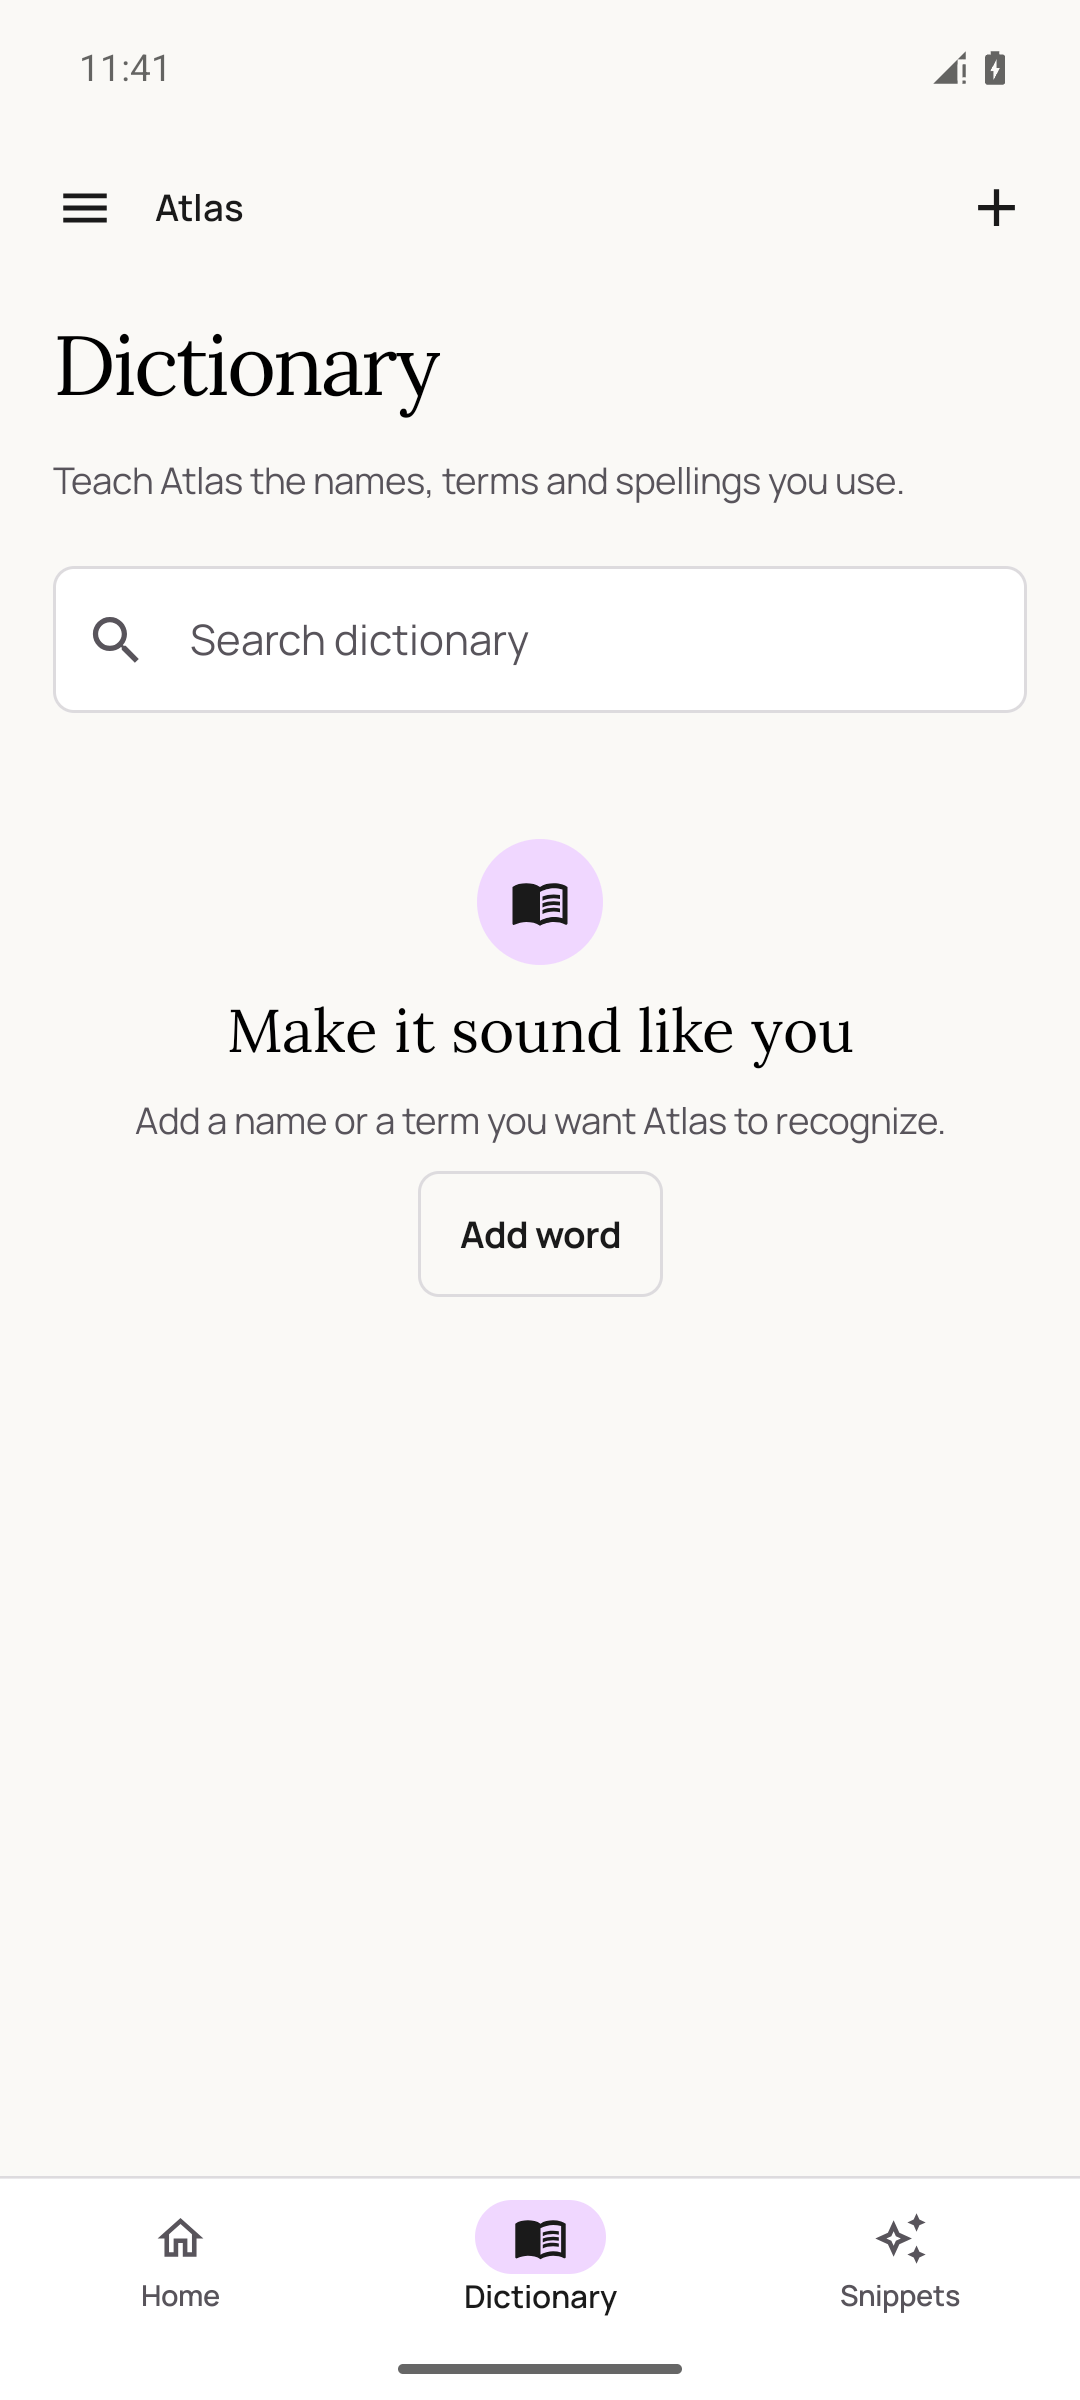 11:41
Atlas
Dictionary
Teach Atlas the names, terms and spellings you use.
Search dictionary
Make it sound like you
Add a name or a term you want Atlas to recognize.
Add word
Home
Dictionary
Snippets